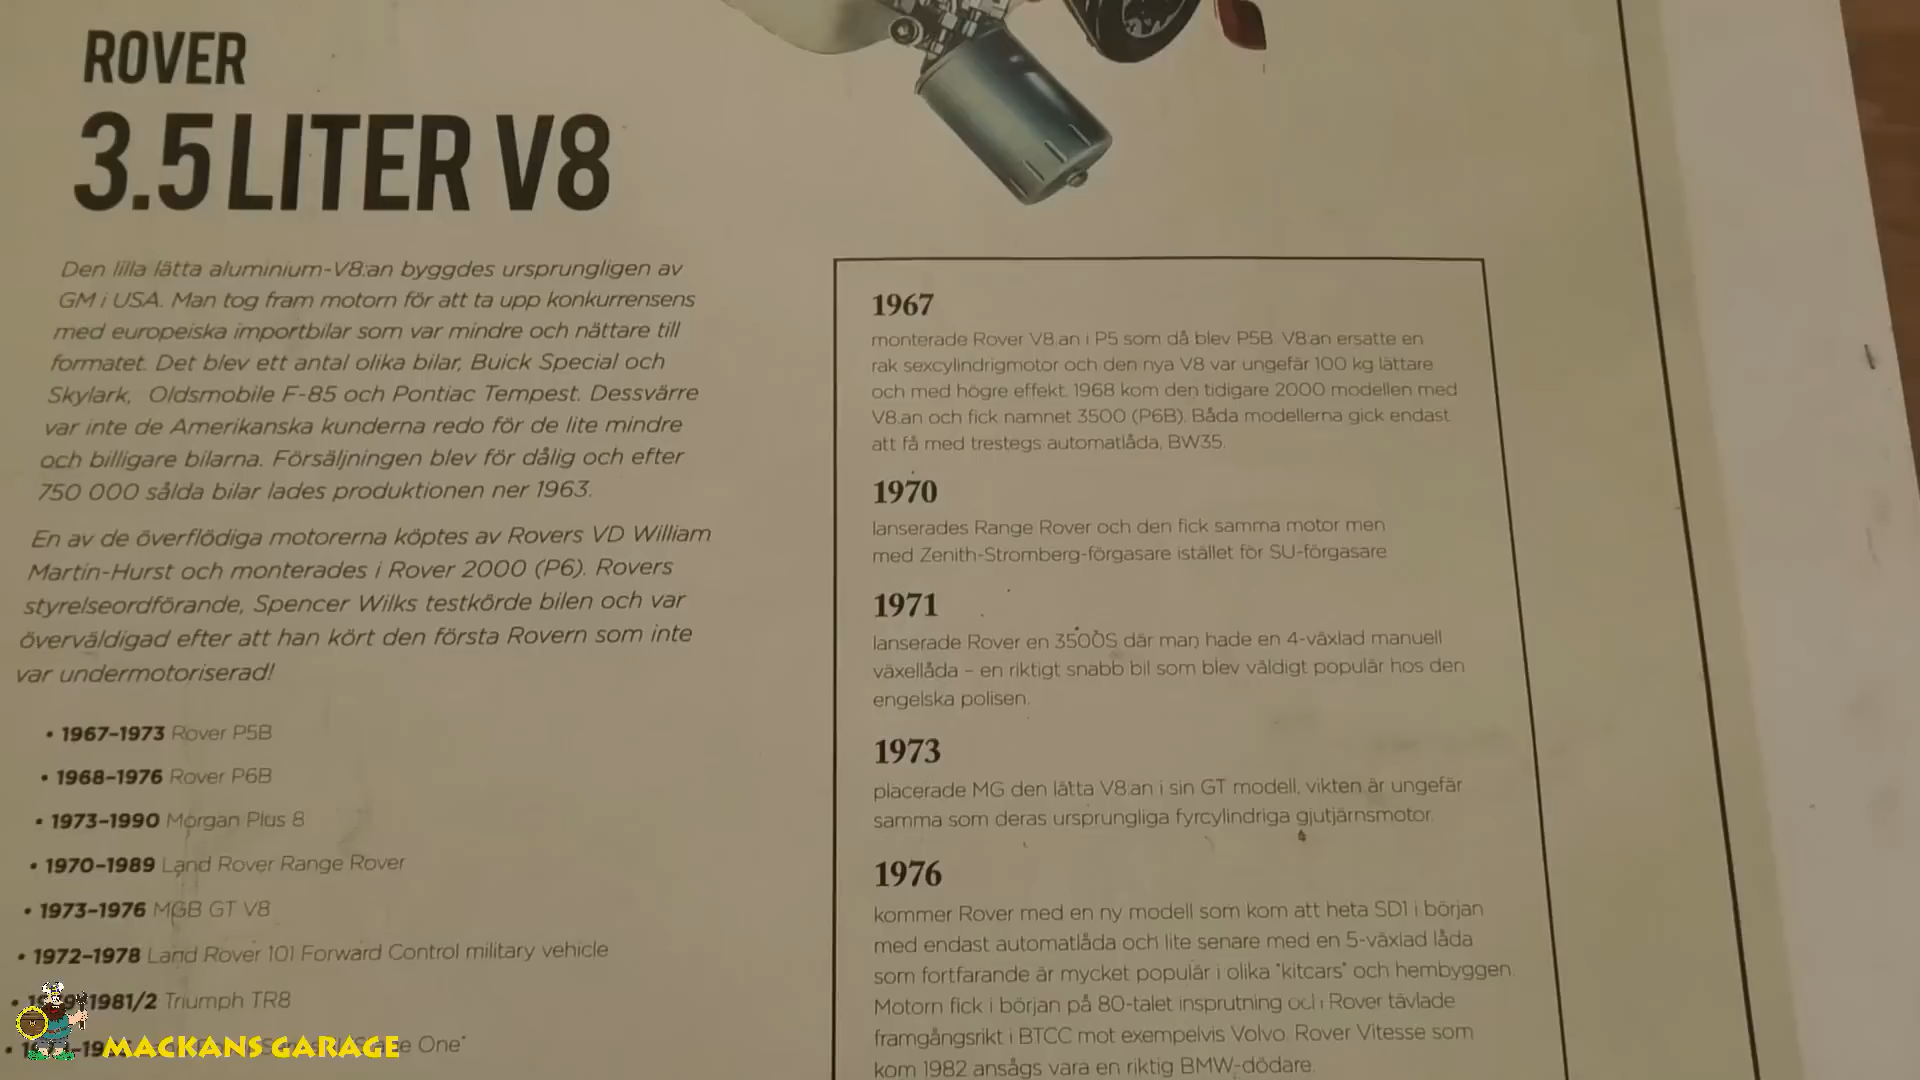 ROVER
3.5 LITER V8
Den lilla lätta aluminium-V8:an byggdes ursprungligen av
GM i USA. Man tog fram motorn för att ta upp konkurrensens
med europeiska importbilar som var mindre och nättare till
formatet. Det blev ett antal olika bilar, Buick Special och
Skylark, Oldsmobile F-85 och Pontiac Tempest. Dessvärre
var inte de Amerikanska kunderna redo för de lite mindre
och billigare bilarna. Försäljningen blev för dålig och efter
750 000 sålda bilar lades produktionen ner 1963.
En av de överflödiga motorerna köptes av Rovers VD William
Martin-Hurst och monterades i Rover 2000 (P6). Rovers
styrelseordförande, Spencer Wilks testkörde bilen och var
överväldigad efter att han kört den första Rovern som inte
var undermotoriserad!
• 1967–1973 Rover P5B
• 1968–1976 Rover P6B
• 1973–1990 Morgan Plus 8
• 1970–1989 Land Rover Range Rover
• 1973–1976 MGB GT V8
• 1972–1978 Land Rover 101 Forward Control military vehicle
• 1981/2 Triumph TR8
• One"
1967
monterade Rover V8:an i P5 som då blev P5B. V8:an ersatte en
rak sexcylindrigmotor och den nya V8 var ungefär 100 kg lättare
och med högre effekt. 1968 kom den tidigare 2000 modellen med
V8:an och fick namnet 3500 (P6B). Båda modellerna gick endast
att få med trestegs automatlåda, BW35.
1970
lanserades Range Rover och den fick samma motor men
med Zenith-Stromberg-förgasare istället för SU-förgasare
1971
lanserade Rover en 3500S där man hade en 4-växlad manuell
växellåda – en riktigt snabb bil som blev väldigt populär hos den
engelska polisen.
1973
placerade MG den lätta V8:an i sin GT modell, vikten är ungefär
samma som deras ursprungliga fyrcylindriga gjutjärnsmotor.
1976
kommer Rover med en ny modell som kom att heta SD1 i början
med endast automatlåda och lite senare med en 5-växlad låda
som fortfarande är mycket populär i olika "kitcars" och hembyggen.
Motorn fick i början på 80-talet insprutning och Rover tävlade
framgångsrikt i BTCC mot exempelvis Volvo. Rover Vitesse som
kom 1982 ansågs vara en riktig BMW-dödare.
MACKANS GARAGE